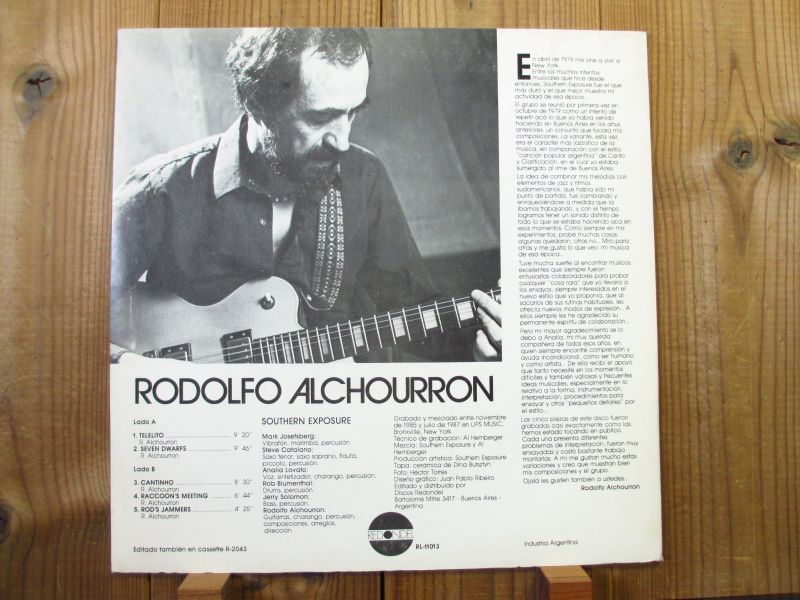 En abril de 1978 me vine a vivir a
New York.
Entre los muchos intentos
musicales que hice desde
entonces, Southern Exposure fue el que
más duró y el que mejor muestra mi
actividad de esa época.
El grupo se reunió por primera vez en
octubre de 1979 como un intento de
repetir acá lo que yo había venido
haciendo en Buenos Aires en los años
anteriores: un conjunto que tocara mis
composiciones. La variante, esta vez,
era el carácter más jazzístico de la
música, en comparación con el estilo
"canción popular argentina" de Canto
y Clarificación, en el cual yo estaba
sumergido al irme de Buenos Aires.
La idea de combinar mis melodías con
elementos de jazz y ritmos
sudamericanos, que había sido mi
punto de partida, fue cambiando y
enriqueciéndose a medida que la
íbamos trabajando, y con el tiempo
logramos tener un sonido distinto de
todo lo que se estaba haciendo acá en
esos momentos. Como siempre en mis
experimentos, probé muchas cosas:
algunas quedaron, otras no... Miro para
atrás y me gusta lo que veo: mi música
de esa época...
Tuve mucha suerte al encontrar músicos
excelentes que siempre fueron
entusiastas colaboradores para probar
cualquier "cosa rara" que yo llevara a
los ensayos, siempre interesados en el
nuevo estilo que yo proponía, que al
sacarlos de sus rutinas habituales, les
ofrecía nuevos modos de expresión... A
ellos siempre les he agradecido su
permanente espíritu de colaboración...
Pero mi mayor agradecimiento se lo
debo a Analía, mi muy querida
compañera de todos esos años, en
quien siempre encontré comprensión y
ayuda incondicional, como ser humano
y como artista... De ella recibí el apoyo
que tanto necesité en los momentos
difíciles y también valiosas y frecuentes
ideas musicales, especialmente en lo
relativo a la forma, instrumentación,
interpretación, procedimientos para
ensayar y otros "pequeños detalles" por
el estilo...
Las cinco piezas de este disco fueron
grabadas casi exactamente como las
hemos estado tocando en público.
Cada una presenta diferentes
problemas de interpretación; fueron muy
ensayadas y costó bastante trabajo
montarlas. A mí me gustan mucho estas
variaciones y creo que muestran bien
mis composiciones y el grupo.
Ojalá les gusten también a ustedes...
Rodolfo Alchourron
RODOLFO ALCHOURRON
Lado A
1. TELELITO 9' 20"
R. Alchourron
2. SEVEN DWARFS 9' 46"
R. Alchourron
Lado B
3. CANTINHO 8' 30"
R. Alchourron
4. RACCOON'S MEETING 6' 44"
R. Alchourron
5. ROD'S JAMMERS 4' 25"
R. Alchourron
Editado también en cassette R-2043
SOUTHERN EXPOSURE
Mark Josefsberg:
Vibrafón, marimba, percusión.
Steve Catalano:
Saxo tenor, saxo soprano, flauta,
piccolo, percusión.
Analía Lovato:
Voz, sintetizador, charango, percusión.
Rob Blumenthal:
Drums, percusión.
Jerry Solomon:
Bass, percusión.
Rodolfo Alchourron:
Guitarras, charango, percusión,
composiciones, arreglos,
dirección.
Grabado y mezclado entre noviembre
de 1985 y julio de 1987 en LIPS MUSIC,
Bronxville, New York.
Técnico de grabación: Al Hemberger
Mezcla: Southern Exposure y Al
Hemberger
Producción artística: Southern Exposure
Tapa: cerámica de Dina Bursztyn
Foto: Héctor Torres
Diseño gráfico: Juan Pablo Ribeiro
Editado y distribuido por
Discos Redondel
Bartolomé Mitre 3417 - Buenos Aires -
Argentina
REDONDEL
RL-11013
Industria Argentina